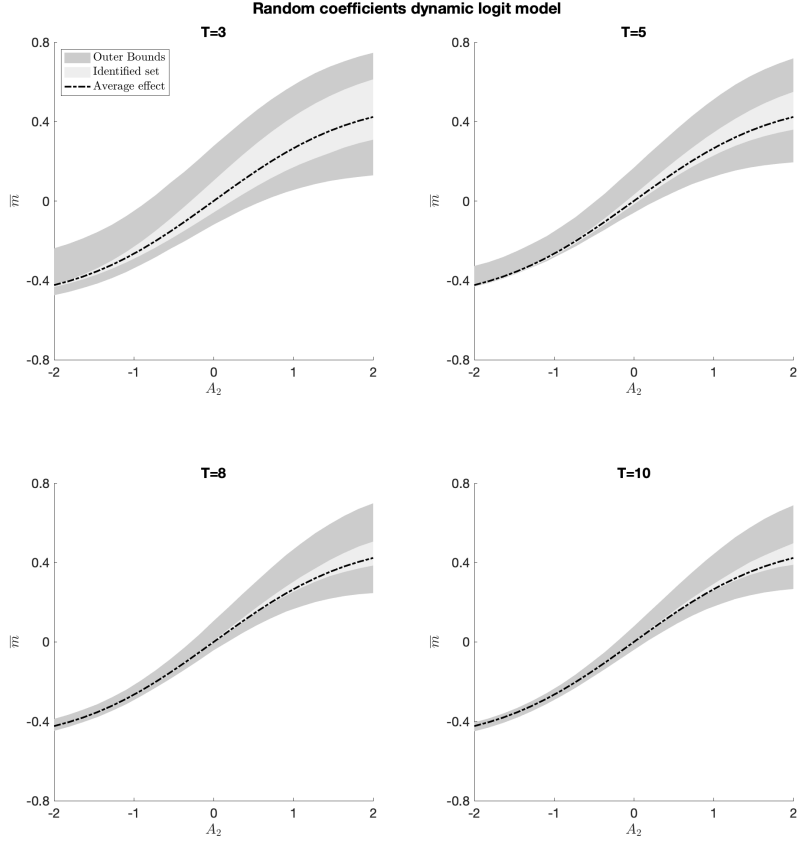 Random coefficients dynamic logit model
T=3
0.8
0.4
0
-0.4
-0.8
m̅
Outer Bounds
Identified set
Average effect
-2 -1 0 1 2
A₂
T=5
0.8
0.4
0
-0.4
-0.8
m̅
-2 -1 0 1 2
A₂
T=8
0.8
0.4
0
-0.4
-0.8
m̅
-2 -1 0 1 2
A₂
T=10
0.8
0.4
0
-0.4
-0.8
m̅
-2 -1 0 1 2
A₂